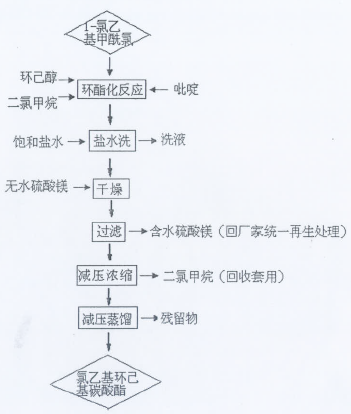 1-氯乙
基甲酰氯
环己醇
二氯甲烷
环酯化反应
吡啶
饱和盐水
盐水洗
洗液
无水硫酸镁
干燥
过滤
含水硫酸镁（回厂家统一再生处理）
减压浓缩
二氯甲烷（回收套用）
减压蒸馏
残留物
氯乙基环己
基碳酸酯